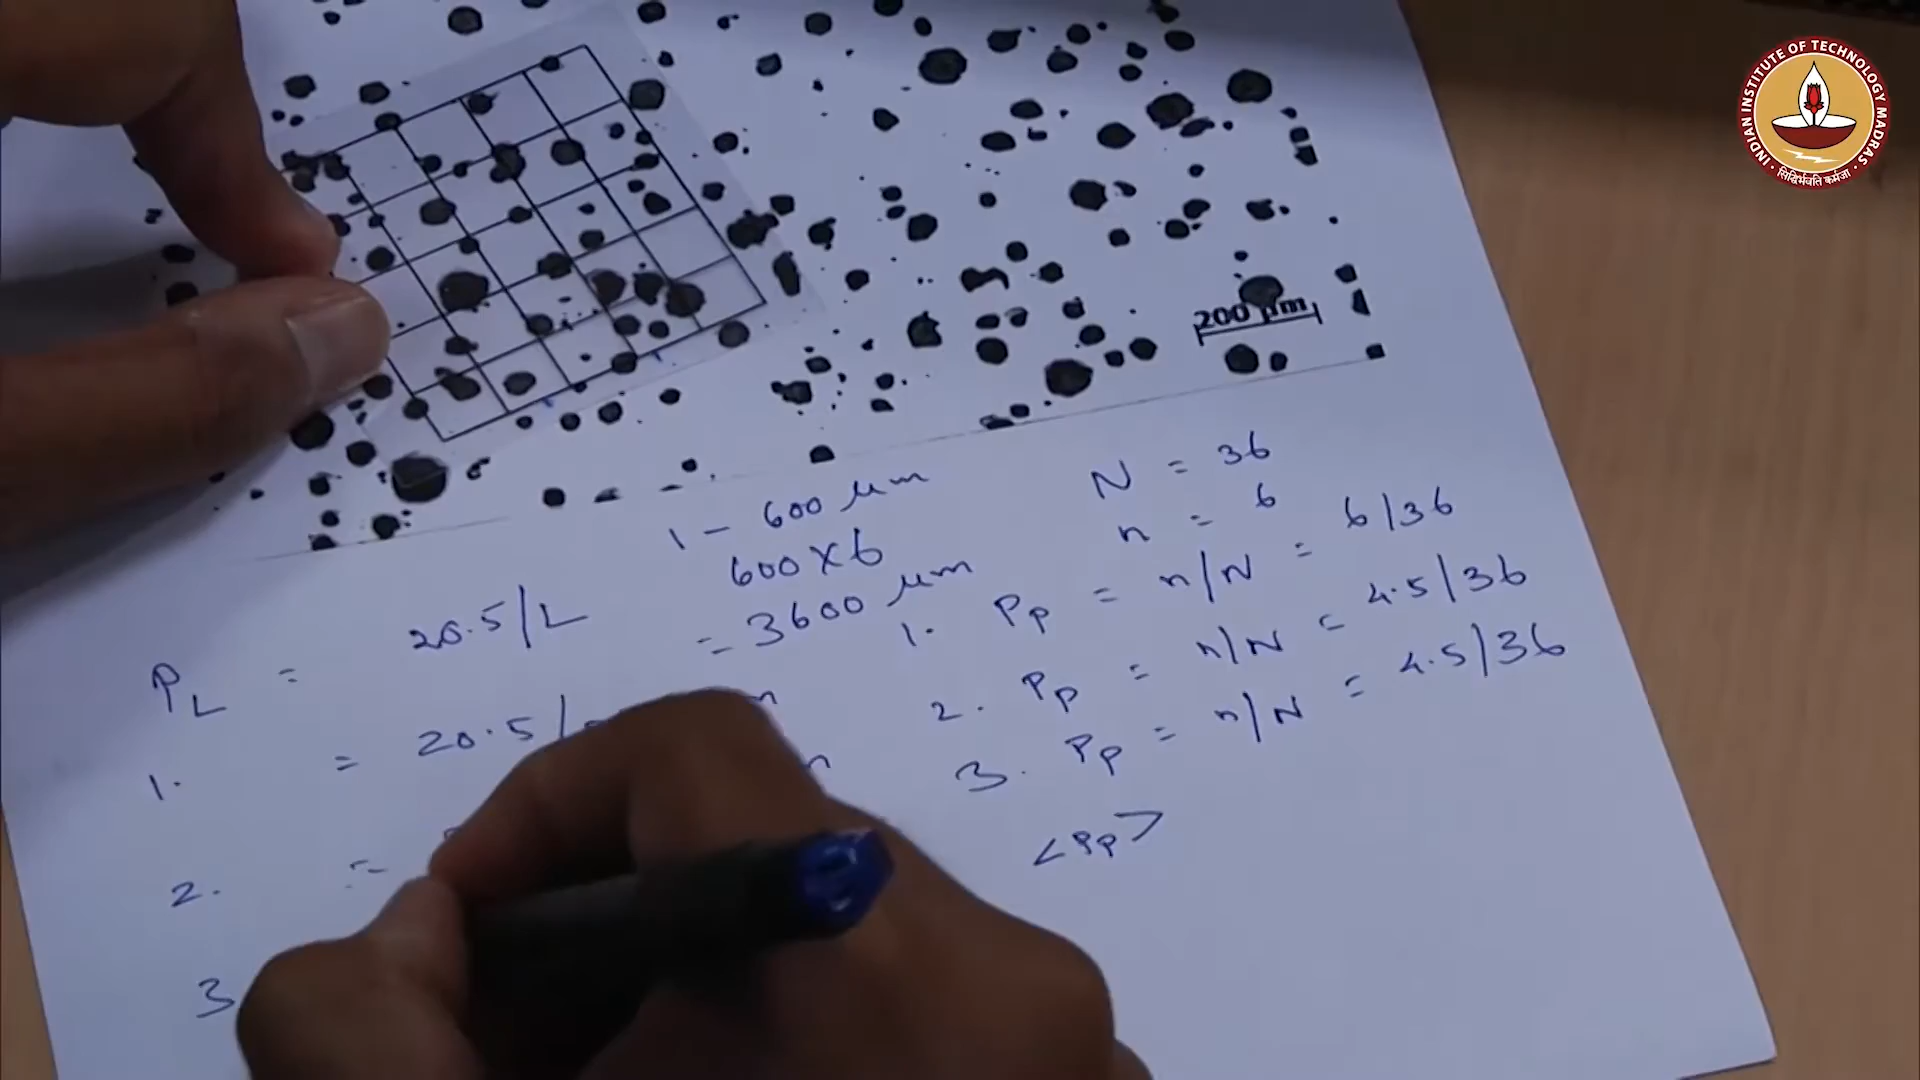 INDIAN INSTITUTE OF TECHNOLOGY MADRAS
सिद्धिर्भवति कर्मजा
200 µm
1 - 600 µm
600 X 6
= 3600 µm
N = 36
n = 6
1. Pp = n/N = 6/36
2. Pp = n/N = 4.5/36
3. Pp = n/N = 4.5/36
<Pp>
PL = 20.5/L
1. = 20.5/
2. =
3